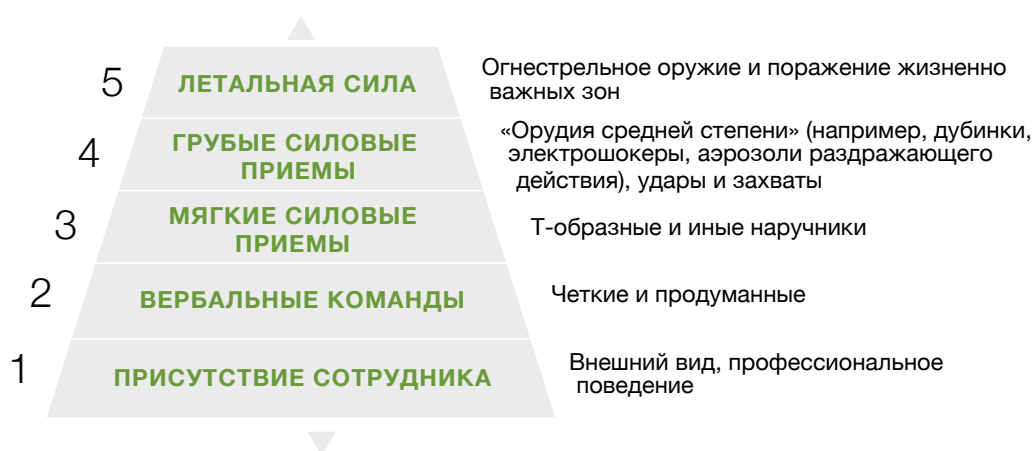 5
ЛЕТАЛЬНАЯ СИЛА
Огнестрельное оружие и поражение жизненно
важных зон
4
ГРУБЫЕ СИЛОВЫЕ
ПРИЕМЫ
«Орудия средней степени» (например, дубинки,
электрошокеры, аэрозоли раздражающего
действия), удары и захваты
3
МЯГКИЕ СИЛОВЫЕ
ПРИЕМЫ
Т-образные и иные наручники
2
ВЕРБАЛЬНЫЕ КОМАНДЫ
Четкие и продуманные
1
ПРИСУТСТВИЕ СОТРУДНИКА
Внешний вид, профессиональное
поведение